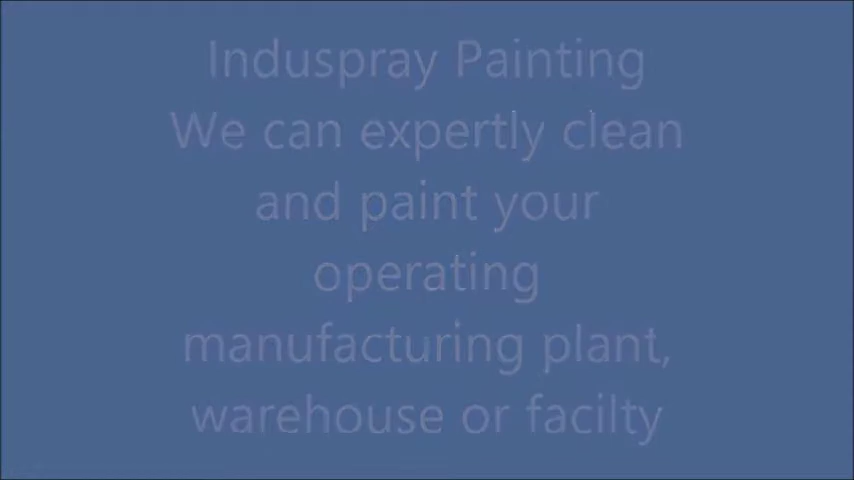 Induspray Painting
We can expertly clean
and paint your
operating
manufacturing plant,
warehouse or facilty